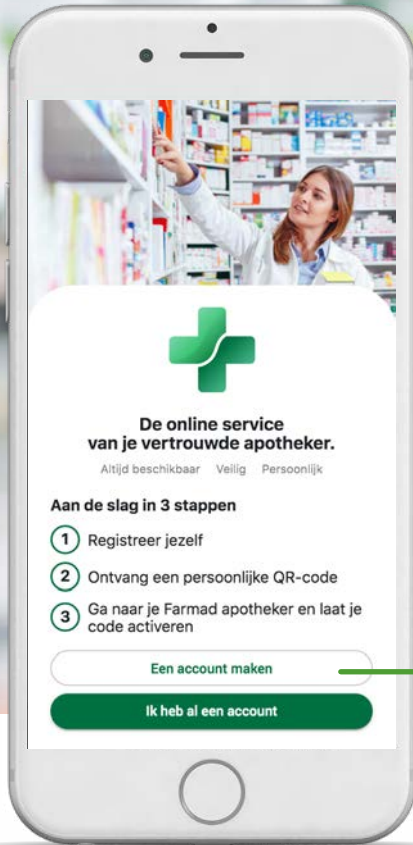 De online service
van je vertrouwde apotheker.
Altijd beschikbaar Veilig Persoonlijk
Aan de slag in 3 stappen
1 Registreer jezelf
2 Ontvang een persoonlijke QR-code
3 Ga naar je Farmad apotheker en laat je
code activeren
Een account maken
Ik heb al een account